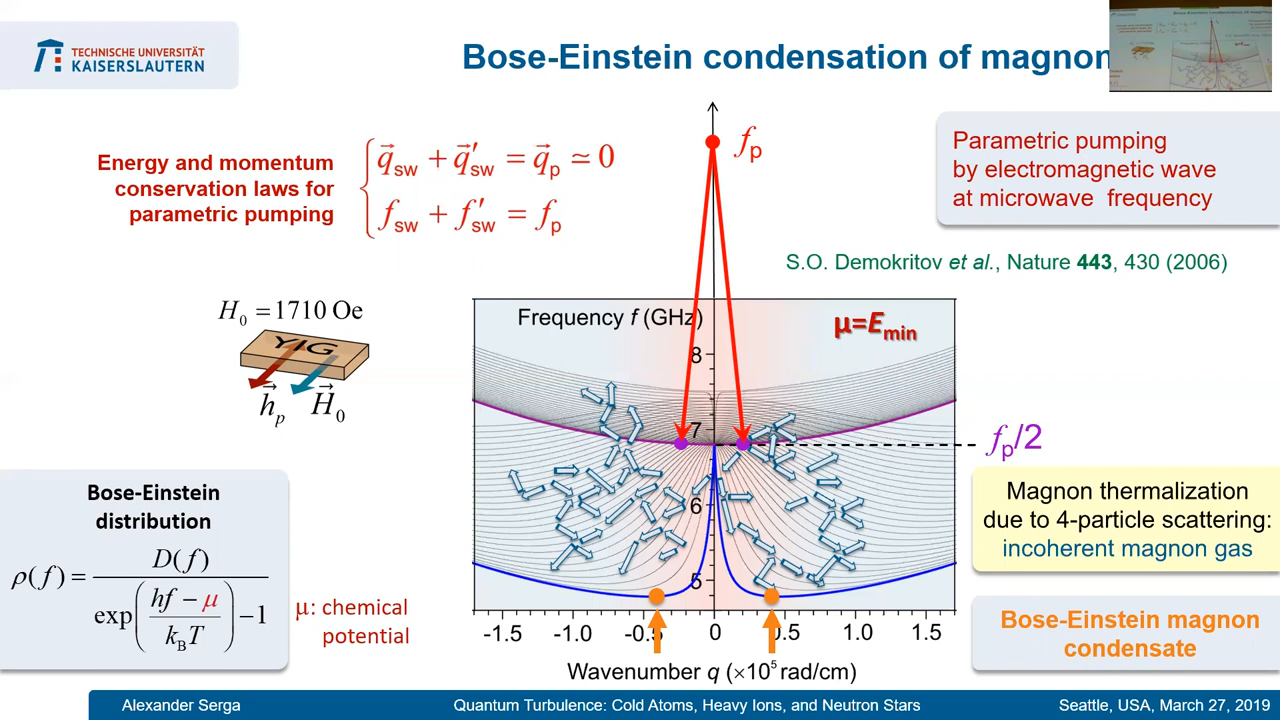 TECHNISCHE UNIVERSITÄT
KAISERSLAUTERN
Bose-Einstein condensation of magnon
Energy and momentum
conservation laws for
parametric pumping
q⃗sw + q⃗′sw = q⃗p ≃ 0
fsw + f′sw = fp
fp
Parametric pumping
by electromagnetic wave
at microwave frequency
S.O. Demokritov et al., Nature 443, 430 (2006)
H0 = 1710 Oe
YIG
h⃗p H⃗0
Frequency f (GHz)
μ=Emin
8
7
6
5
fp/2
-1.5 -1.0 -0.5 0 0.5 1.0 1.5
Wavenumber q (×10⁵ rad/cm)
Bose-Einstein
distribution
ρ(f) = D(f) / (exp((hf − μ) / (kBT)) − 1)
μ: chemical
potential
Magnon thermalization
due to 4-particle scattering:
incoherent magnon gas
Bose-Einstein magnon
condensate
Alexander Serga
Quantum Turbulence: Cold Atoms, Heavy Ions, and Neutron Stars
Seattle, USA, March 27, 2019